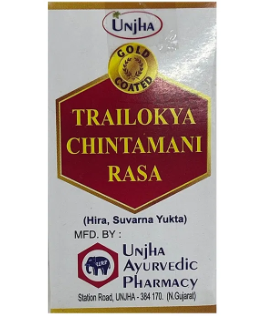 UNJHA
GOLD
COATED
TRAILOKYA
CHINTAMANI
RASA
(Hira, Suvarna Yukta)
MFD. BY :
UNJHA
AYURVEDIC
PHARMACY
Station Road, UNJHA - 384 170. (N.Gujarat)